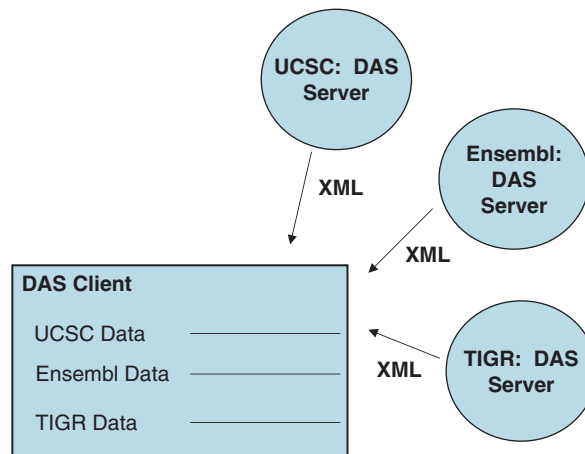 UCSC: DAS
Server
XML
Ensembl:
DAS
Server
XML
DAS Client
UCSC Data
Ensembl Data
TIGR Data
XML
TIGR: DAS
Server